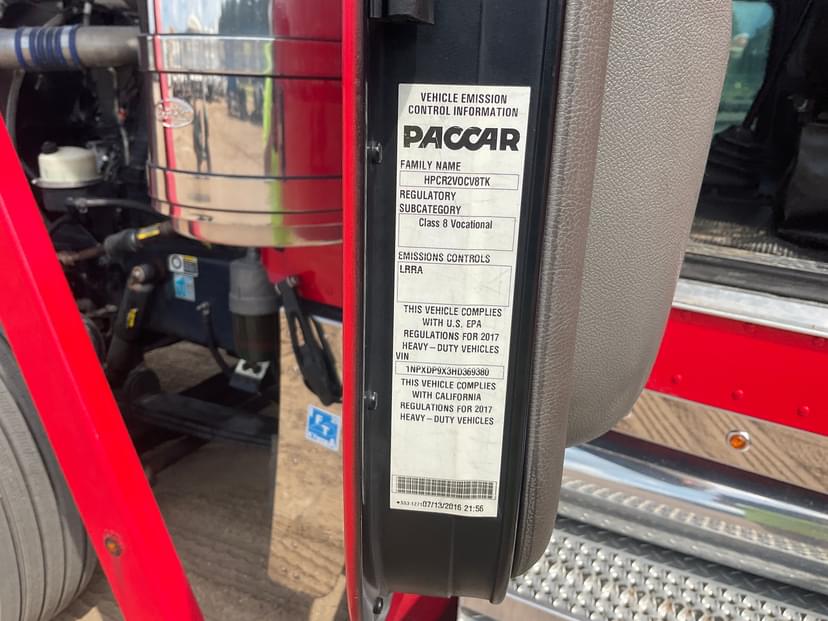 VEHICLE EMISSION
CONTROL INFORMATION
PACCAR
FAMILY NAME
HPCR2VOCV8TK
REGULATORY
SUBCATEGORY
Class 8 Vocational
EMISSIONS CONTROLS
LRRA
THIS VEHICLE COMPLIES
WITH U.S. EPA
REGULATIONS FOR 2017
HEAVY-DUTY VEHICLES
VIN
1NPXDP9X3HD369380
THIS VEHICLE COMPLIES
WITH CALIFORNIA
REGULATIONS FOR 2017
HEAVY-DUTY VEHICLES
07/13/2016 21:56